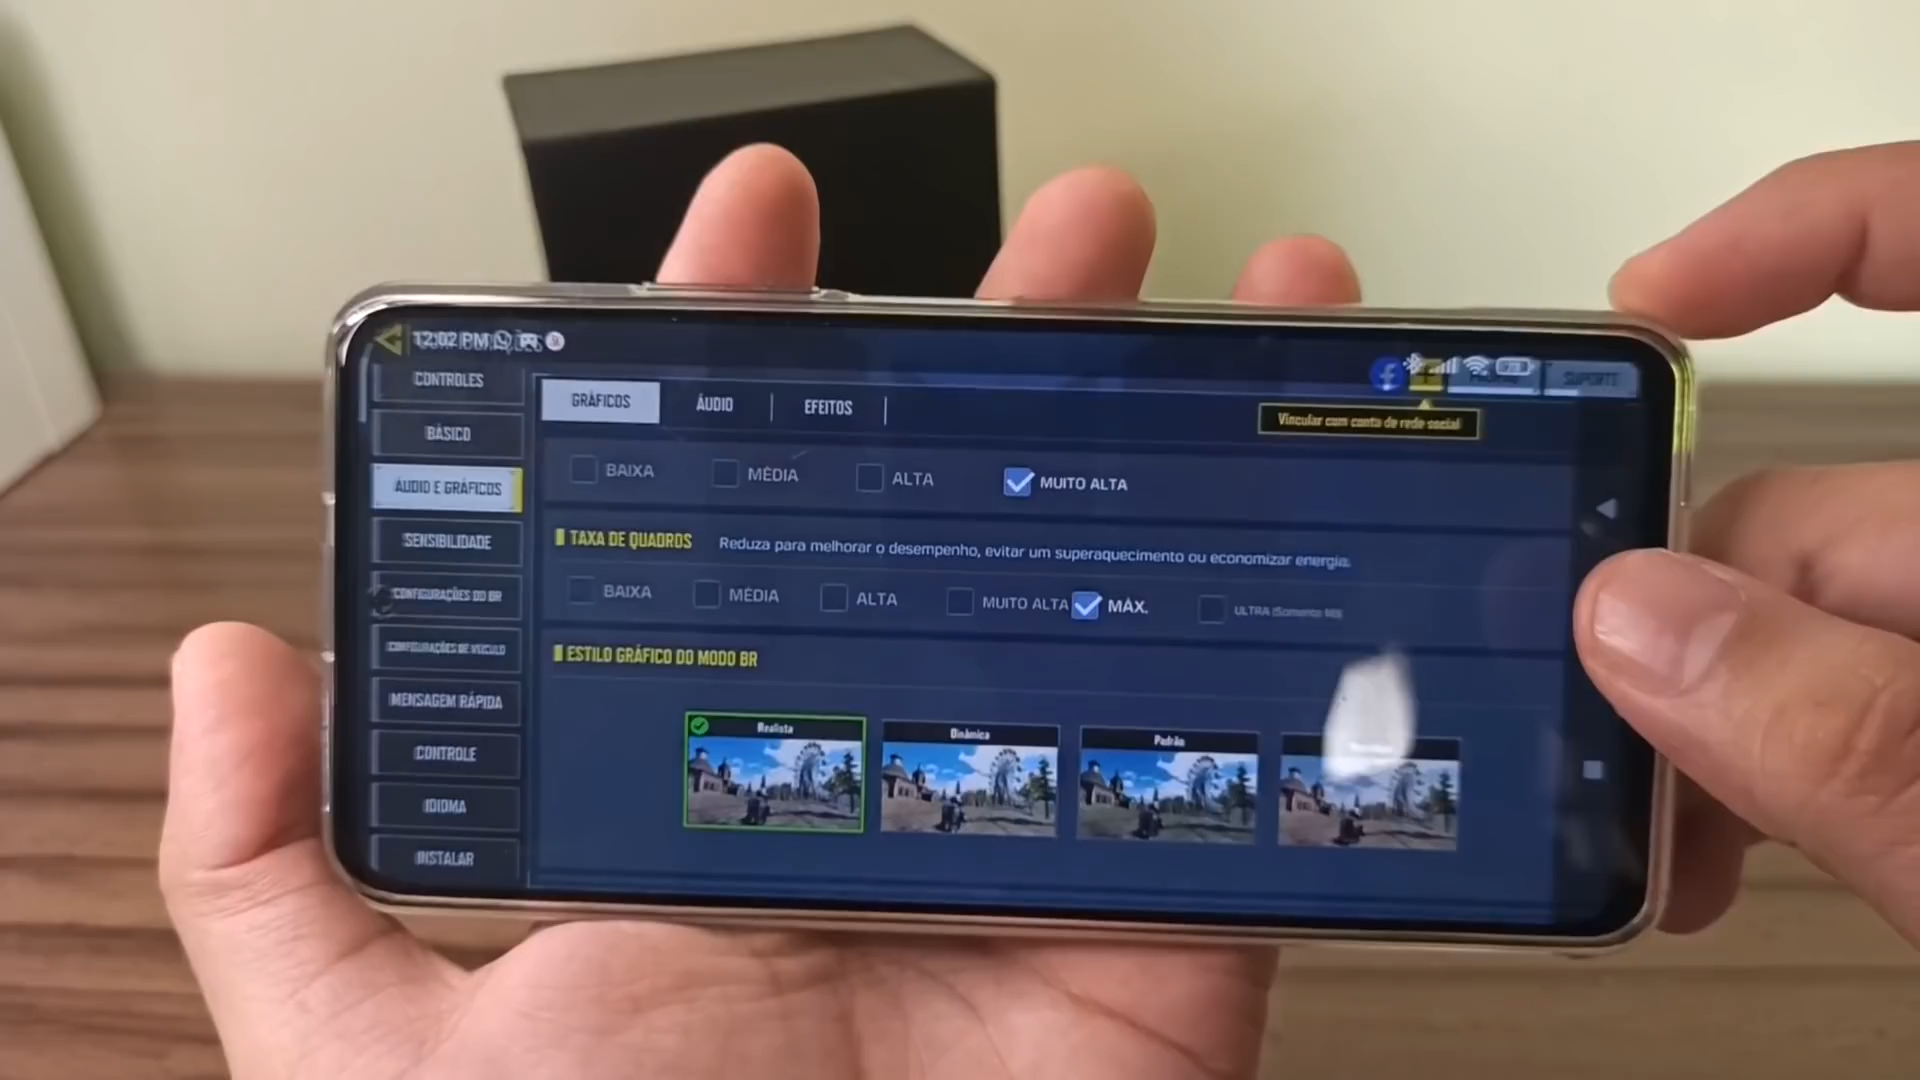 12:02 PM
CONTROLES
BÁSICO
ÁUDIO E GRÁFICOS
SENSIBILIDADE
CONFIGURAÇÕES DO BR
CONFIGURAÇÕES DE VEÍCULO
MENSAGEM RÁPIDA
CONTROLE
IDIOMA
INSTALAR
GRÁFICOS ÁUDIO EFEITOS
SUPORTE
Vincular com conta de rede social
BAIXA MÉDIA ALTA MUITO ALTA
TAXA DE QUADROS Reduza para melhorar o desempenho, evitar um superaquecimento ou economizar energia.
BAIXA MÉDIA ALTA MUITO ALTA MÁX. ULTRA (Somente
ESTILO GRÁFICO DO MODO BR
Realista Dinâmica Padrão